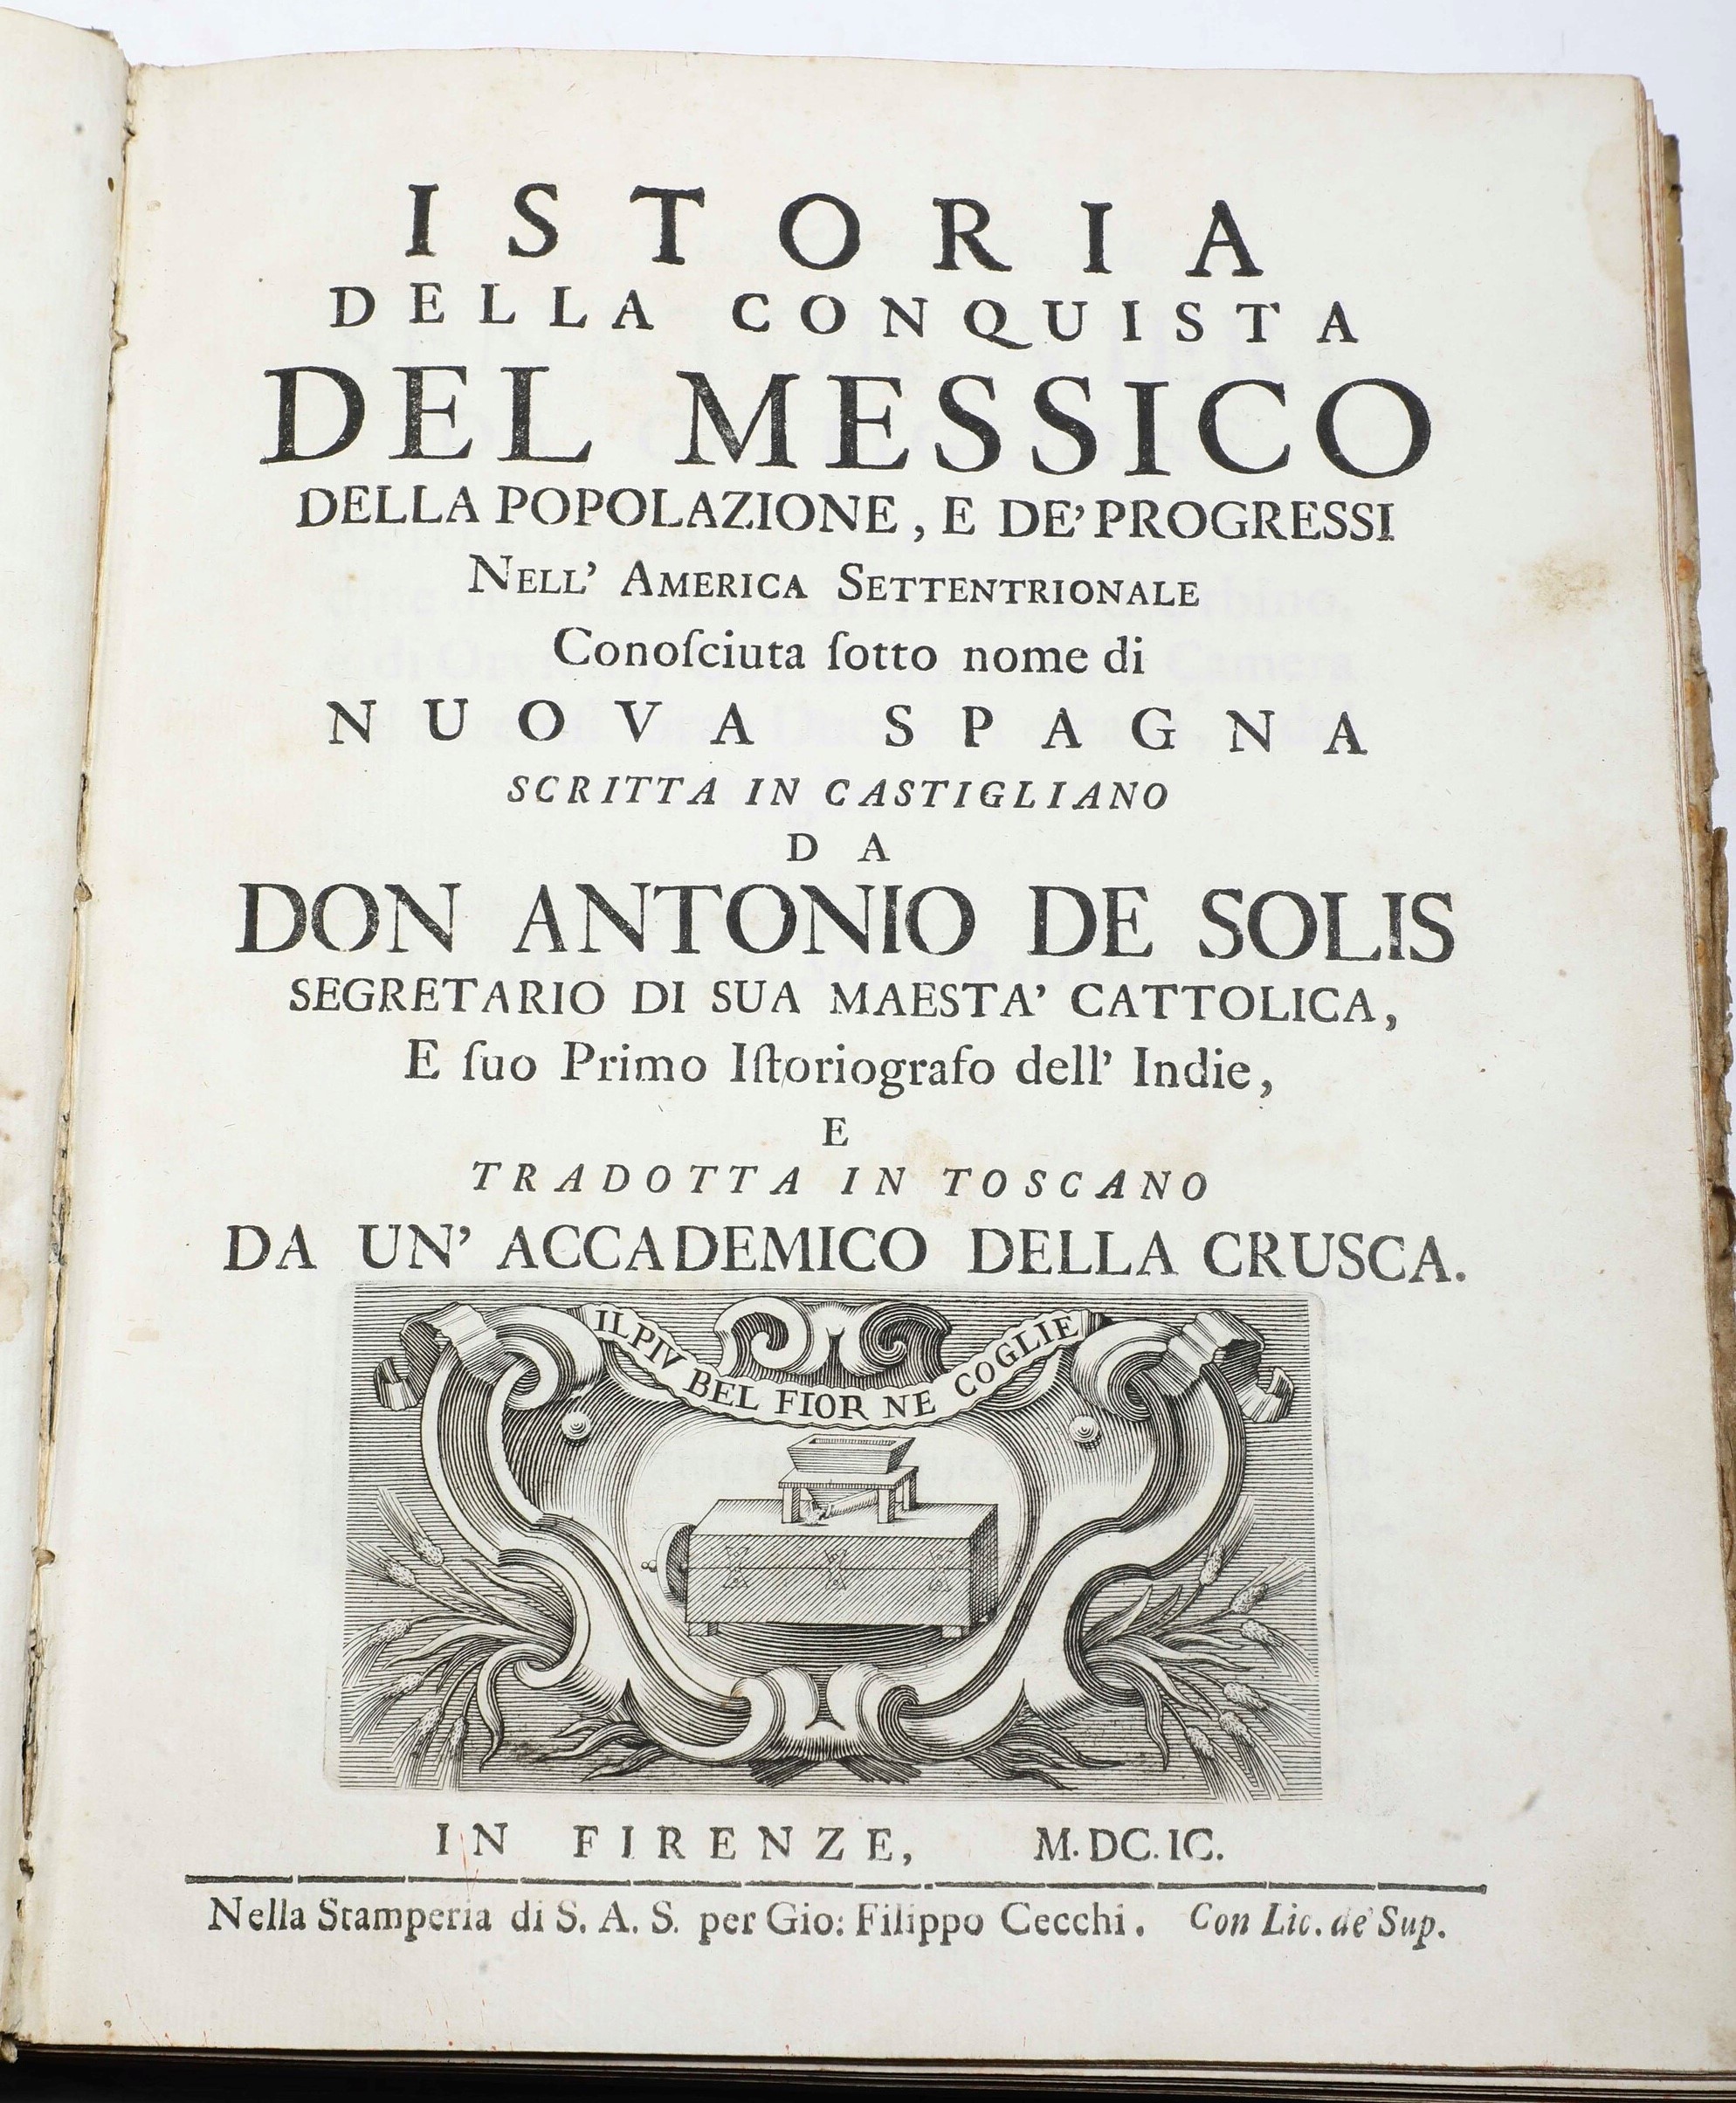 ISTORIA
DELLA CONQUISTA
DEL MESSICO
DELLA POPOLAZIONE, E DE' PROGRESSI
NELL' AMERICA SETTENTRIONALE
Conoſciuta ſotto nome di
NUOVA SPAGNA
SCRITTA IN CASTIGLIANO
DA
DON ANTONIO DE SOLIS
SEGRETARIO DI SUA MAESTA' CATTOLICA,
E ſuo Primo Iſtoriografo dell' Indie,
E
TRADOTTA IN TOSCANO
DA UN' ACCADEMICO DELLA CRUSCA.
IL PIV BEL FIOR NE COGLIE
IN FIRENZE, M. DC. IC.
Nella Stamperia di S. A. S. per Gio: Filippo Cecchi. Con Lic. de' Sup.